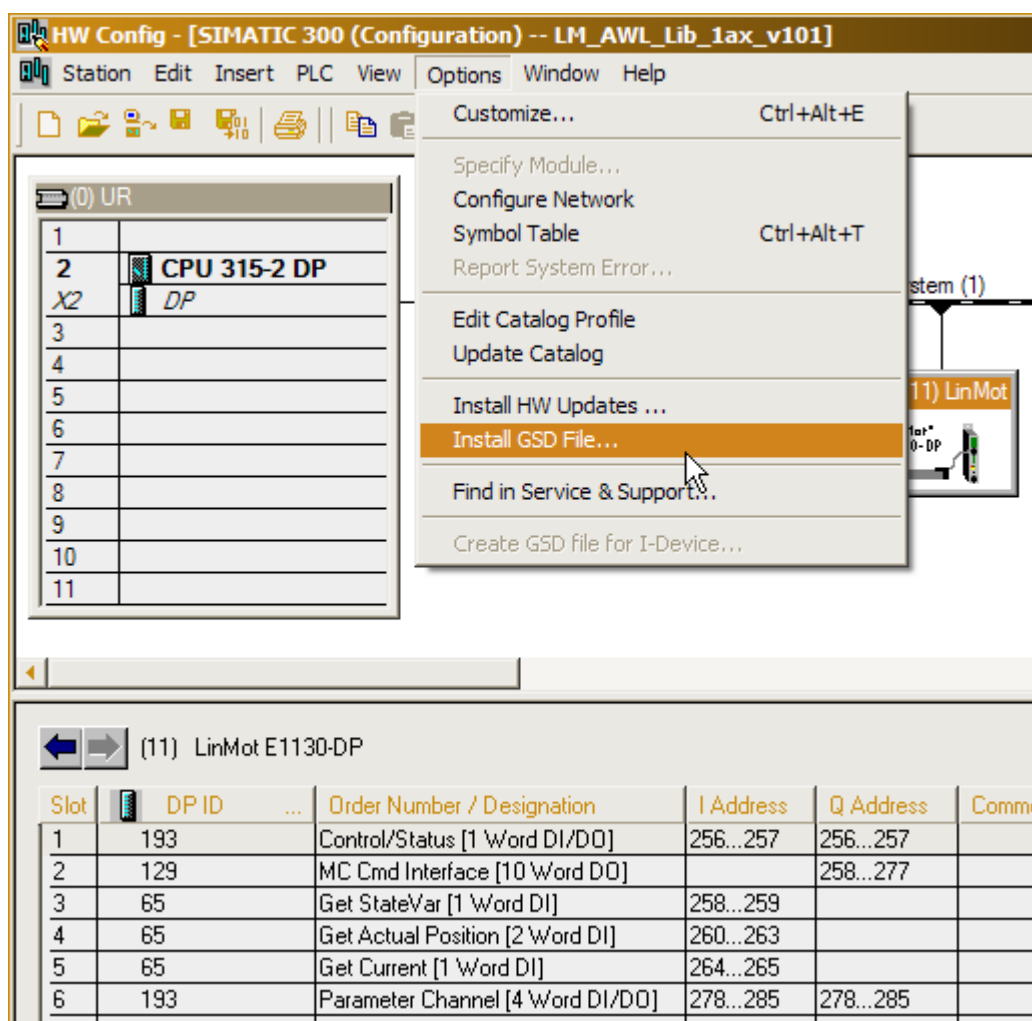 HW Config - [SIMATIC 300 (Configuration) -- LM_AWL_Lib_1ax_v101]
Station Edit Insert PLC View Options Window Help
Customize... Ctrl+Alt+E
Specify Module...
Configure Network
Symbol Table Ctrl+Alt+T
Report System Error...
Edit Catalog Profile
Update Catalog
Install HW Updates ...
Install GSD File...
Find in Service & Support...
Create GSD file for I-Device...
(0) UR
1
2 CPU 315-2 DP
X2 DP
3
4
5
6
7
8
9
10
11
stem (1)
11) LinMot
0-DP
(11) LinMot E1130-DP
Slot DP ID ... Order Number / Designation I Address Q Address Comme
1 193 Control/Status [1 Word DI/DO] 256...257 256...257
2 129 MC Cmd Interface [10 Word DO] 258...277
3 65 Get StateVar [1 Word DI] 258...259
4 65 Get Actual Position [2 Word DI] 260...263
5 65 Get Current [1 Word DI] 264...265
6 193 Parameter Channel [4 Word DI/DO] 278...285 278...285